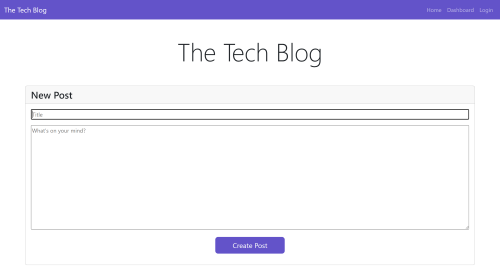 The Tech Blog
Home Dashboard Login
The Tech Blog
New Post
Title
What's on your mind?
Create Post